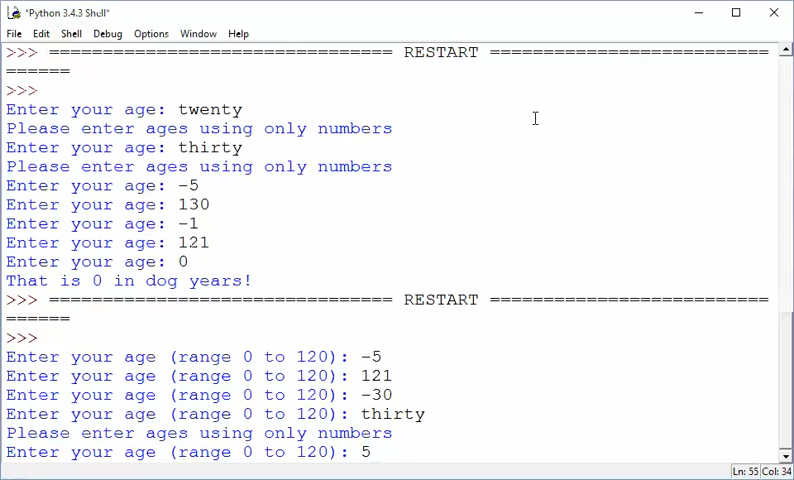 *Python 3.4.3 Shell*
File Edit Shell Debug Options Window Help
>>> ================================ RESTART ==========================
======
>>>
Enter your age: twenty
Please enter ages using only numbers
Enter your age: thirty
Please enter ages using only numbers
Enter your age: -5
Enter your age: 130
Enter your age: -1
Enter your age: 121
Enter your age: 0
That is 0 in dog years!
>>> ================================ RESTART ==========================
======
>>>
Enter your age (range 0 to 120): -5
Enter your age (range 0 to 120): 121
Enter your age (range 0 to 120): -30
Enter your age (range 0 to 120): thirty
Please enter ages using only numbers
Enter your age (range 0 to 120): 5
Ln: 55 Col: 34